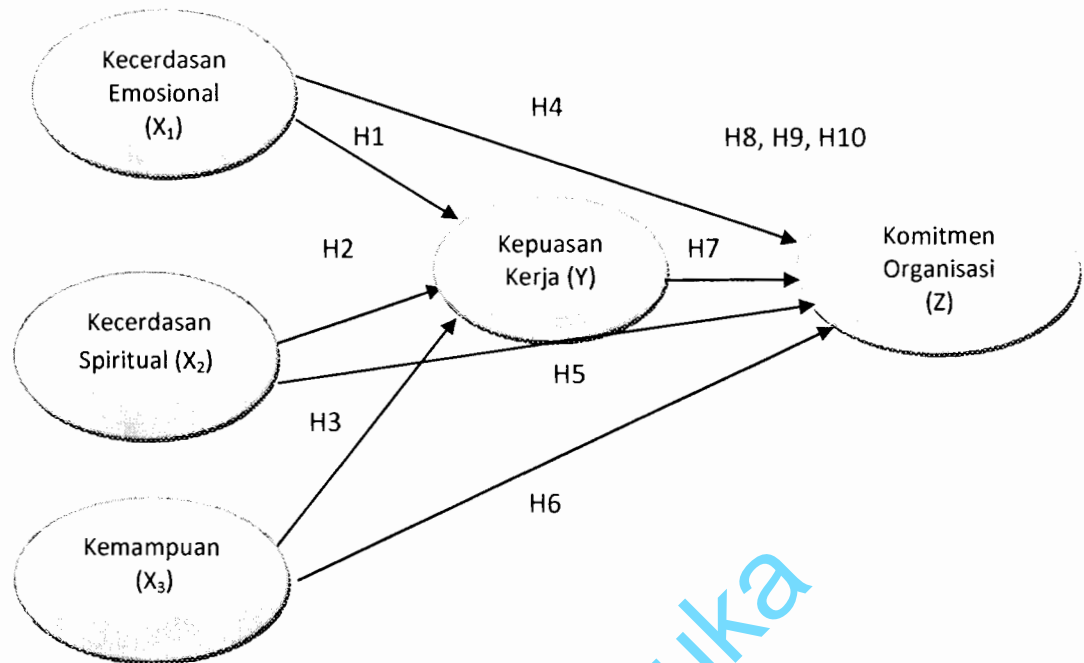 Kecerdasan
Emosional
(X₁)
H4
H1
H8, H9, H10
H2
Kepuasan
Kerja (Y)
H7
Komitmen
Organisasi
(Z)
Kecerdasan
Spiritual (X₂)
H5
H3
H6
Kemampuan
(X₃)
uka